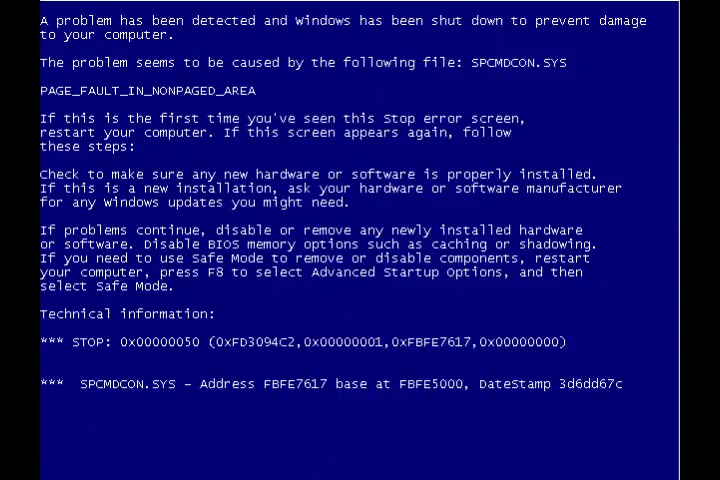 A problem has been detected and Windows has been shut down to prevent damage
to your computer.
The problem seems to be caused by the following file: SPCMDCON.SYS
PAGE_FAULT_IN_NONPAGED_AREA
If this is the first time you've seen this Stop error screen,
restart your computer. If this screen appears again, follow
these steps:
Check to make sure any new hardware or software is properly installed.
If this is a new installation, ask your hardware or software manufacturer
for any Windows updates you might need.
If problems continue, disable or remove any newly installed hardware
or software. Disable BIOS memory options such as caching or shadowing.
If you need to use Safe Mode to remove or disable components, restart
your computer, press F8 to select Advanced Startup Options, and then
select Safe Mode.
Technical information:
*** STOP: 0x00000050 (0xFD3094C2,0x00000001,0xFBFE7617,0x00000000)
*** SPCMDCON.SYS – Address FBFE7617 base at FBFE5000, DateStamp 3d6dd67c